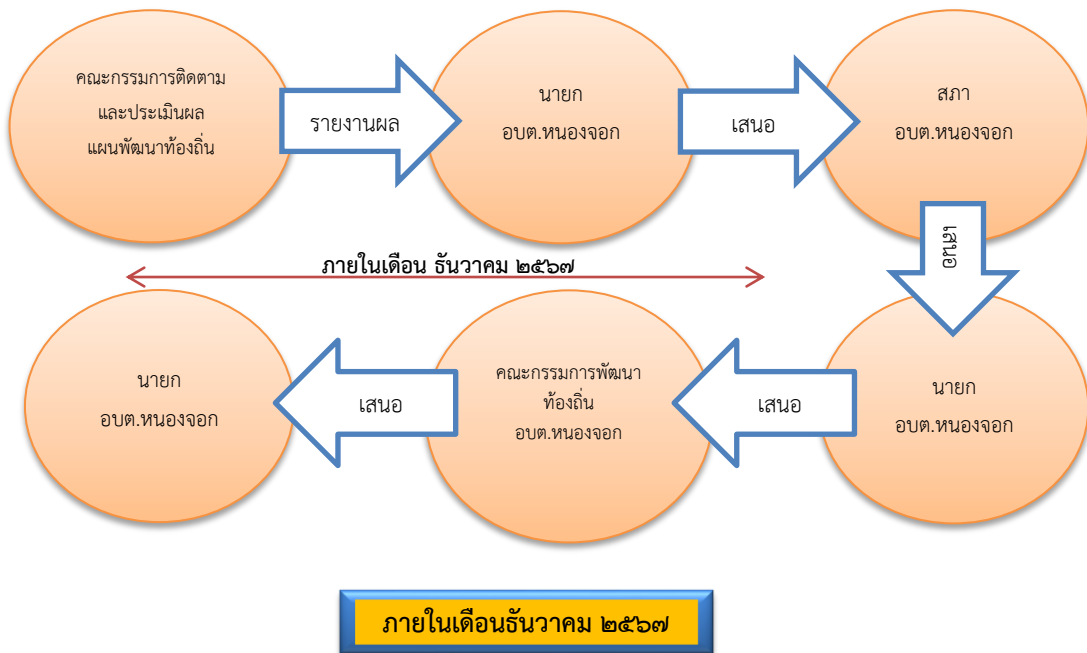 คณะกรรมการติดตาม
และประเมินผล
แผนพัฒนาท้องถิ่น
รายงานผล
นายก
อบต.หนองจอก
เสนอ
สภา
อบต.หนองจอก
เสนอ
ภายในเดือน ธันวาคม ๒๕๖๗
นายก
อบต.หนองจอก
เสนอ
คณะกรรมการพัฒนา
ท้องถิ่น
อบต.หนองจอก
เสนอ
นายก
อบต.หนองจอก
ภายในเดือนธันวาคม ๒๕๖๗